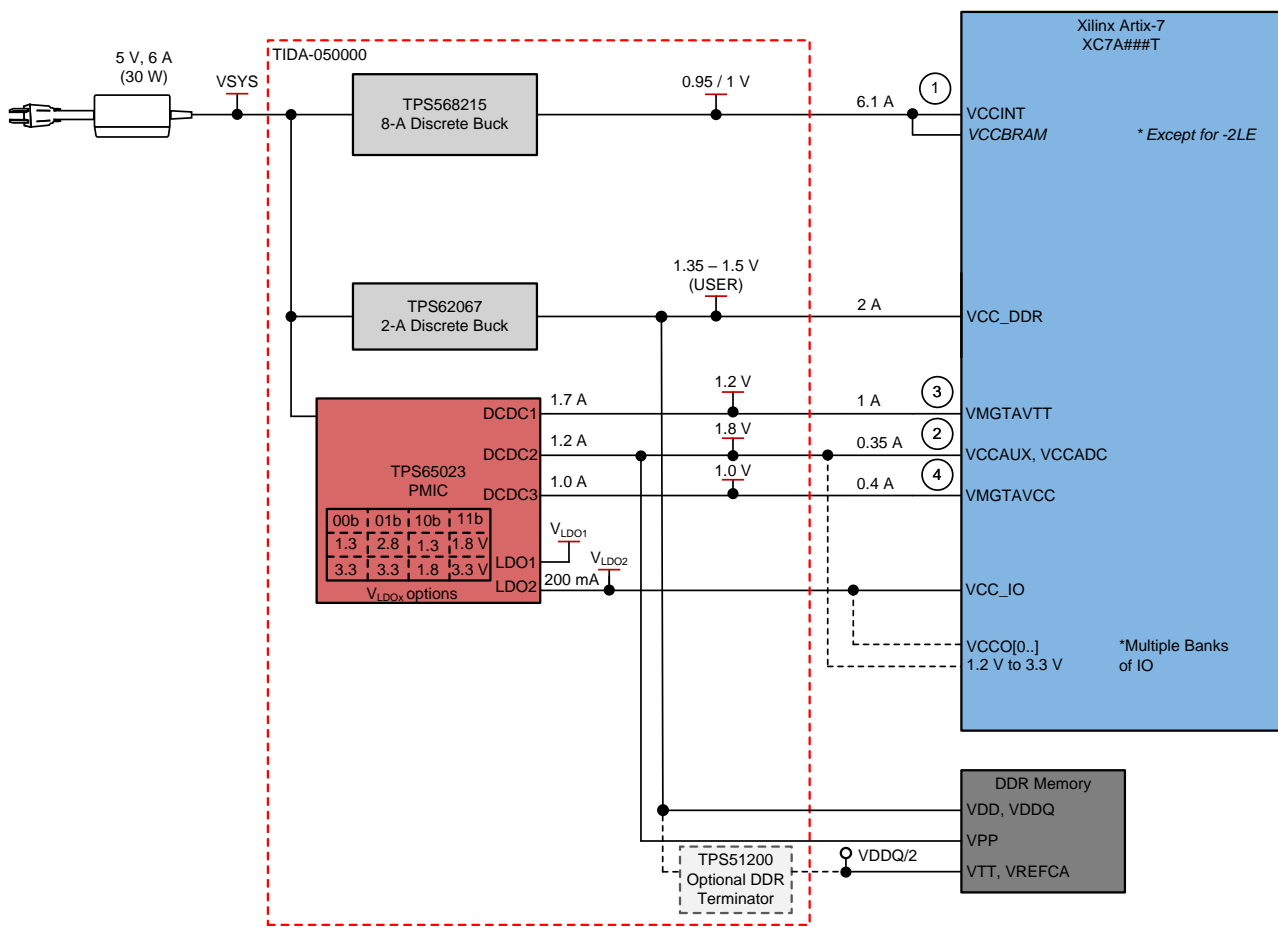 Xilinx Artix-7
XC7A###T
TIDA-050000
5 V, 6 A
(30 W)
VSYS
TPS568215
8-A Discrete Buck
0.95 / 1 V
6.1 A
1
VCCINT
VCCBRAM
* Except for -2LE
TPS62067
2-A Discrete Buck
1.35 – 1.5 V
(USER)
2 A
VCC_DDR
TPS65023
PMIC
DCDC1
1.7 A
1.2 V
1 A
3
VMGTAVTT
DCDC2
1.2 A
1.8 V
0.35 A
2
VCCAUX, VCCADC
DCDC3
1.0 A
1.0 V
0.4 A
4
VMGTAVCC
00b 01b 10b 11b
1.3 2.8 1.3 1.8 V
3.3 3.3 1.8 3.3 V
VLDOx options
LDO1
VLDO1
LDO2
200 mA
VLDO2
VCC_IO
VCCO[0..]
1.2 V to 3.3 V
*Multiple Banks
of IO
DDR Memory
VDD, VDDQ
VPP
VTT, VREFCA
TPS51200
Optional DDR
Terminator
VDDQ/2